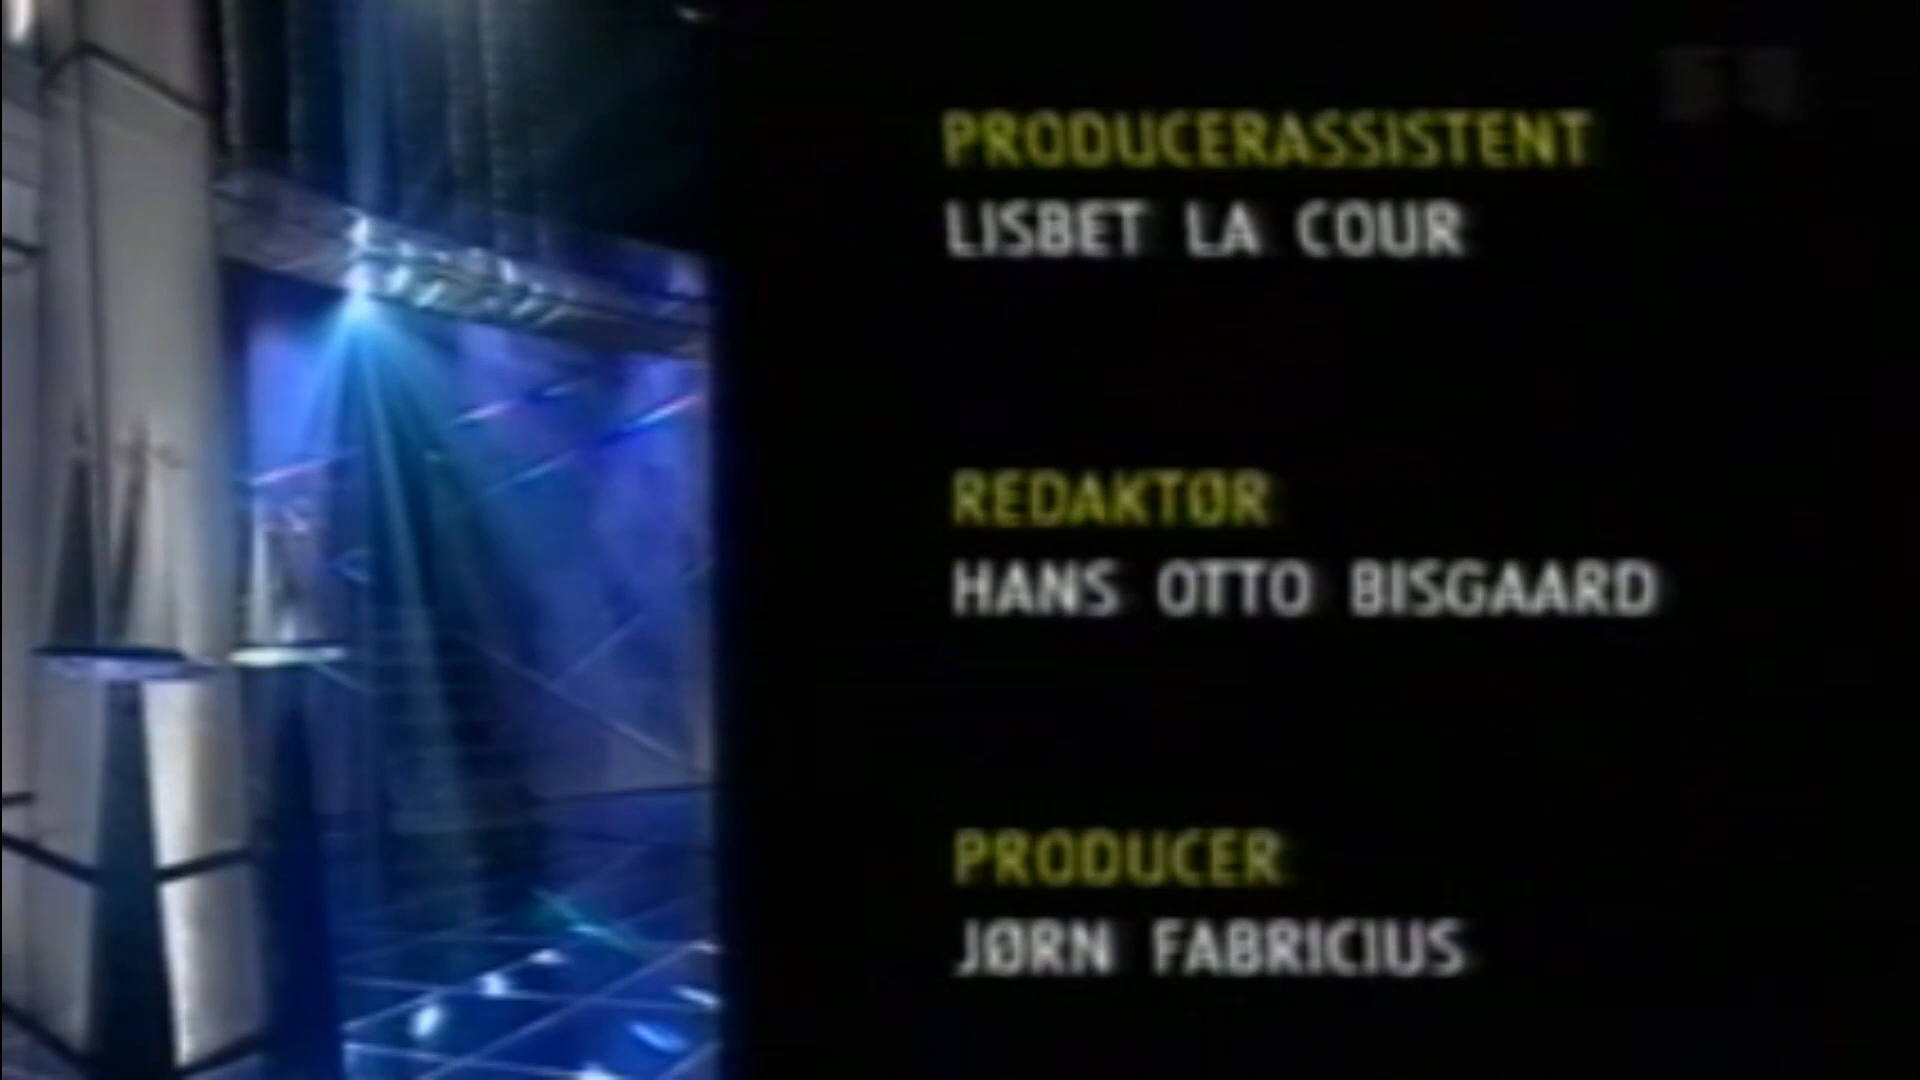 PRODUCERASSISTENT
LISBET LA COUR
REDAKTØR
HANS OTTO BISGAARD
PRODUCER
JØRN FABRICIUS